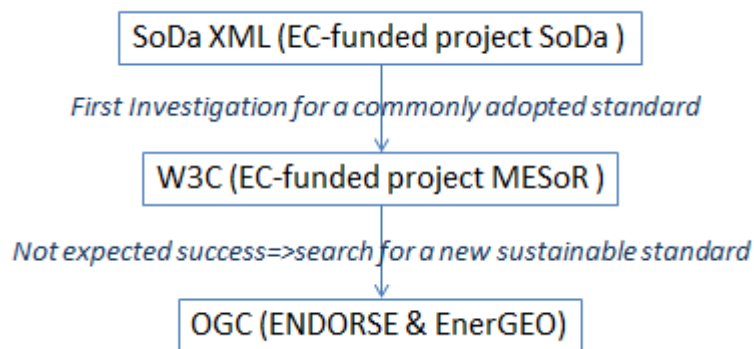 SoDa XML (EC-funded project SoDa )
First Investigation for a commonly adopted standard
W3C (EC-funded project MESoR )
Not expected success=>search for a new sustainable standard
OGC (ENDORSE & EnerGEO)